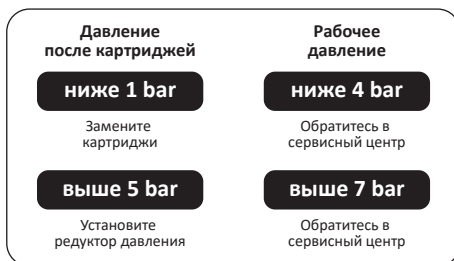 Давление
после картриджей
ниже 1 bar
Замените
картриджи
выше 5 bar
Установите
редуктор давления
Рабочее
давление
ниже 4 bar
Обратитесь в
сервисный центр
выше 7 bar
Обратитесь в
сервисный центр